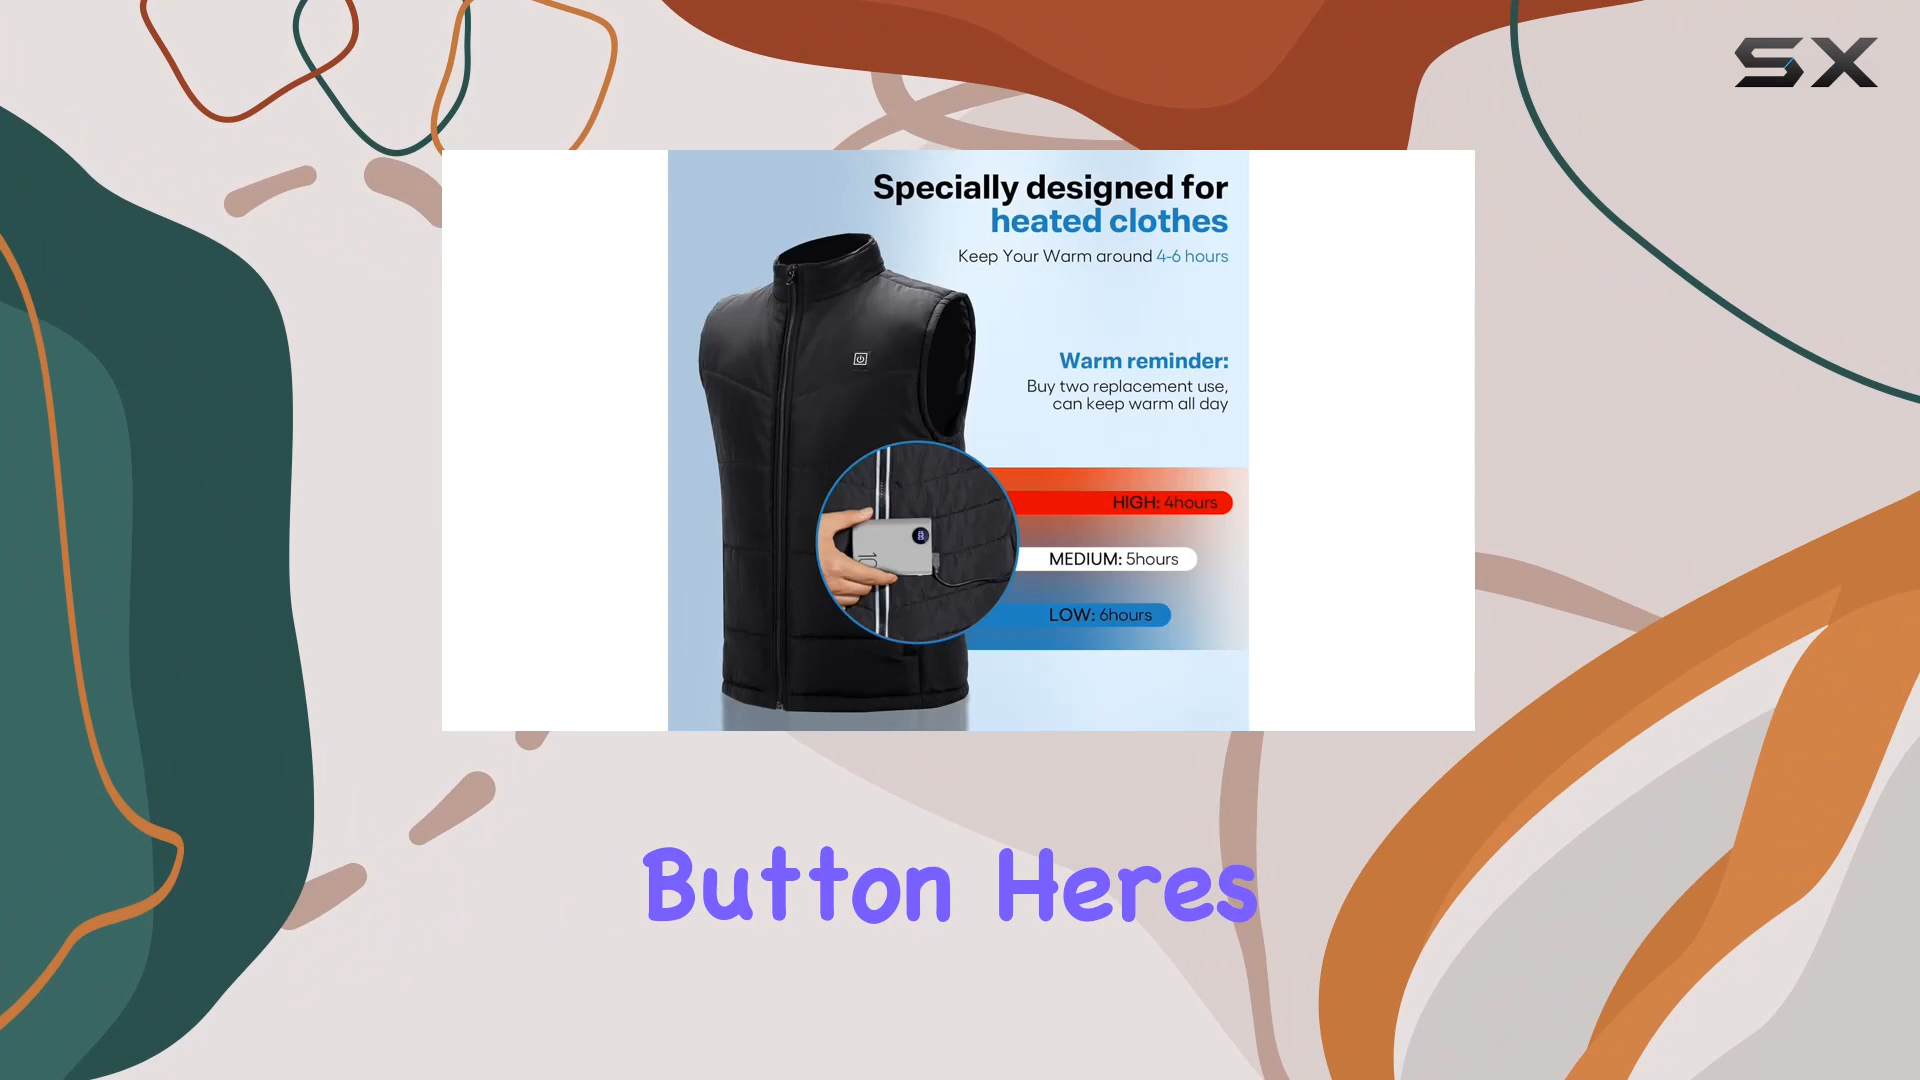 SX
Specially designed for
heated clothes
Keep Your Warm around 4-6 hours
Warm reminder:
Buy two replacement use,
can keep warm all day
HIGH: 4hours
MEDIUM: 5hours
LOW: 6hours
10
Button Heres